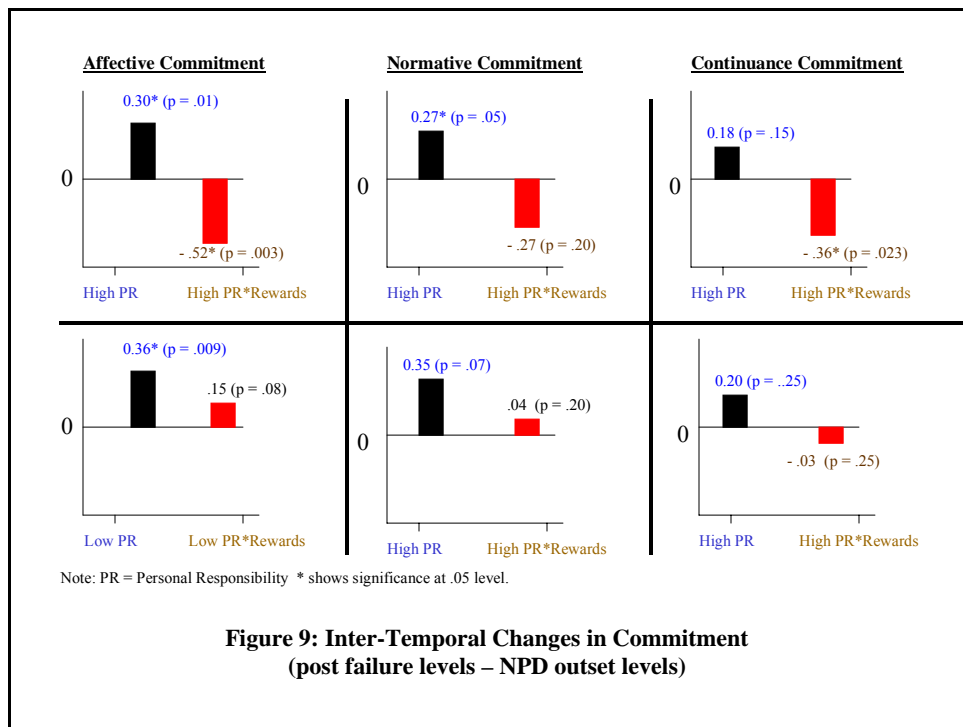 Affective Commitment
Normative Commitment
Continuance Commitment
0.30* (p = .01)
0
- .52* (p = .003)
High PR
High PR*Rewards
0.27* (p = .05)
0
- .27 (p = .20)
High PR
High PR*Rewards
0.18 (p = .15)
0
- .36* (p = .023)
High PR
High PR*Rewards
0.36* (p = .009)
.15 (p = .08)
0
Low PR
Low PR*Rewards
0.35 (p = .07)
.04 (p = .20)
0
High PR
High PR*Rewards
0.20 (p = ..25)
0
- .03 (p = .25)
High PR
High PR*Rewards
Note: PR = Personal Responsibility * shows significance at .05 level.
Figure 9: Inter-Temporal Changes in Commitment
(post failure levels – NPD outset levels)